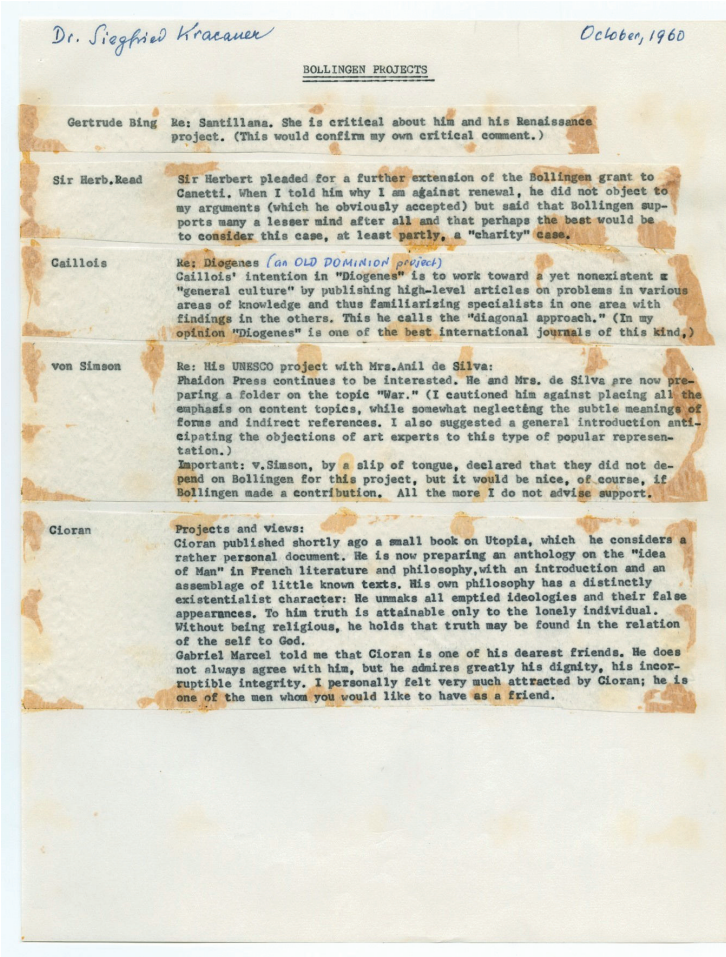 Dr. Siegfried Kracauer October, 1960
BOLLINGEN PROJECTS
Gertrude Bing Re: Santillana. She is critical about him and his Renaissance
project. (This would confirm my own critical comment.)
Sir Herb.Read Sir Herbert pleaded for a further extension of the Bollingen grant to
Canetti. When I told him why I am against renewal, he did not object to
my arguments (which he obviously accepted) but said that Bollingen sup-
ports many a lesser mind after all and that perhaps the best would be
to consider this case, at least partly, a "charity" case.
Caillois Re: Diogenes (an OLD DOMINION project)
Caillois' intention in "Diogenes" is to work toward a yet nonexistent
"general culture" by publishing high-level articles on problems in various
areas of knowledge and thus familiarizing specialists in one area with
findings in the others. This he calls the "diagonal approach." (In my
opinion "Diogenes" is one of the best international journals of this kind.)
von Simson Re: His UNESCO project with Mrs.Anil de Silva:
Phaidon Press continues to be interested. He and Mrs. de Silva are now pre-
paring a folder on the topic "War." (I cautioned him against placing all the
emphasis on content topics, while somewhat neglecting the subtle meanings of
forms and indirect references. I also suggested a general introduction anti-
cipating the objections of art experts to this type of popular represen-
tation.)
Important: v.Simson, by a slip of tongue, declared that they did not de-
pend on Bollingen for this project, but it would be nice, of course, if
Bollingen made a contribution. All the more I do not advise support.
Cioran Projects and views:
Cioran published shortly ago a small book on Utopia, which he considers a
rather personal document. He is now preparing an anthology on the "idea
of Man" in French literature and philosophy,with an introduction and an
assemblage of little known texts. His own philosophy has a distinctly
existentialist character: He unmaks all emptied ideologies and their false
appearances. To him truth is attainable only to the lonely individual.
Without being religious, he holds that truth may be found in the relation
of the self to God.
Gabriel Marcel told me that Cioran is one of his dearest friends. He does
not always agree with him, but he admires greatly his dignity, his incor-
ruptible integrity. I personally felt very much attracted by Cioran; he is
one of the men whom you would like to have as a friend.